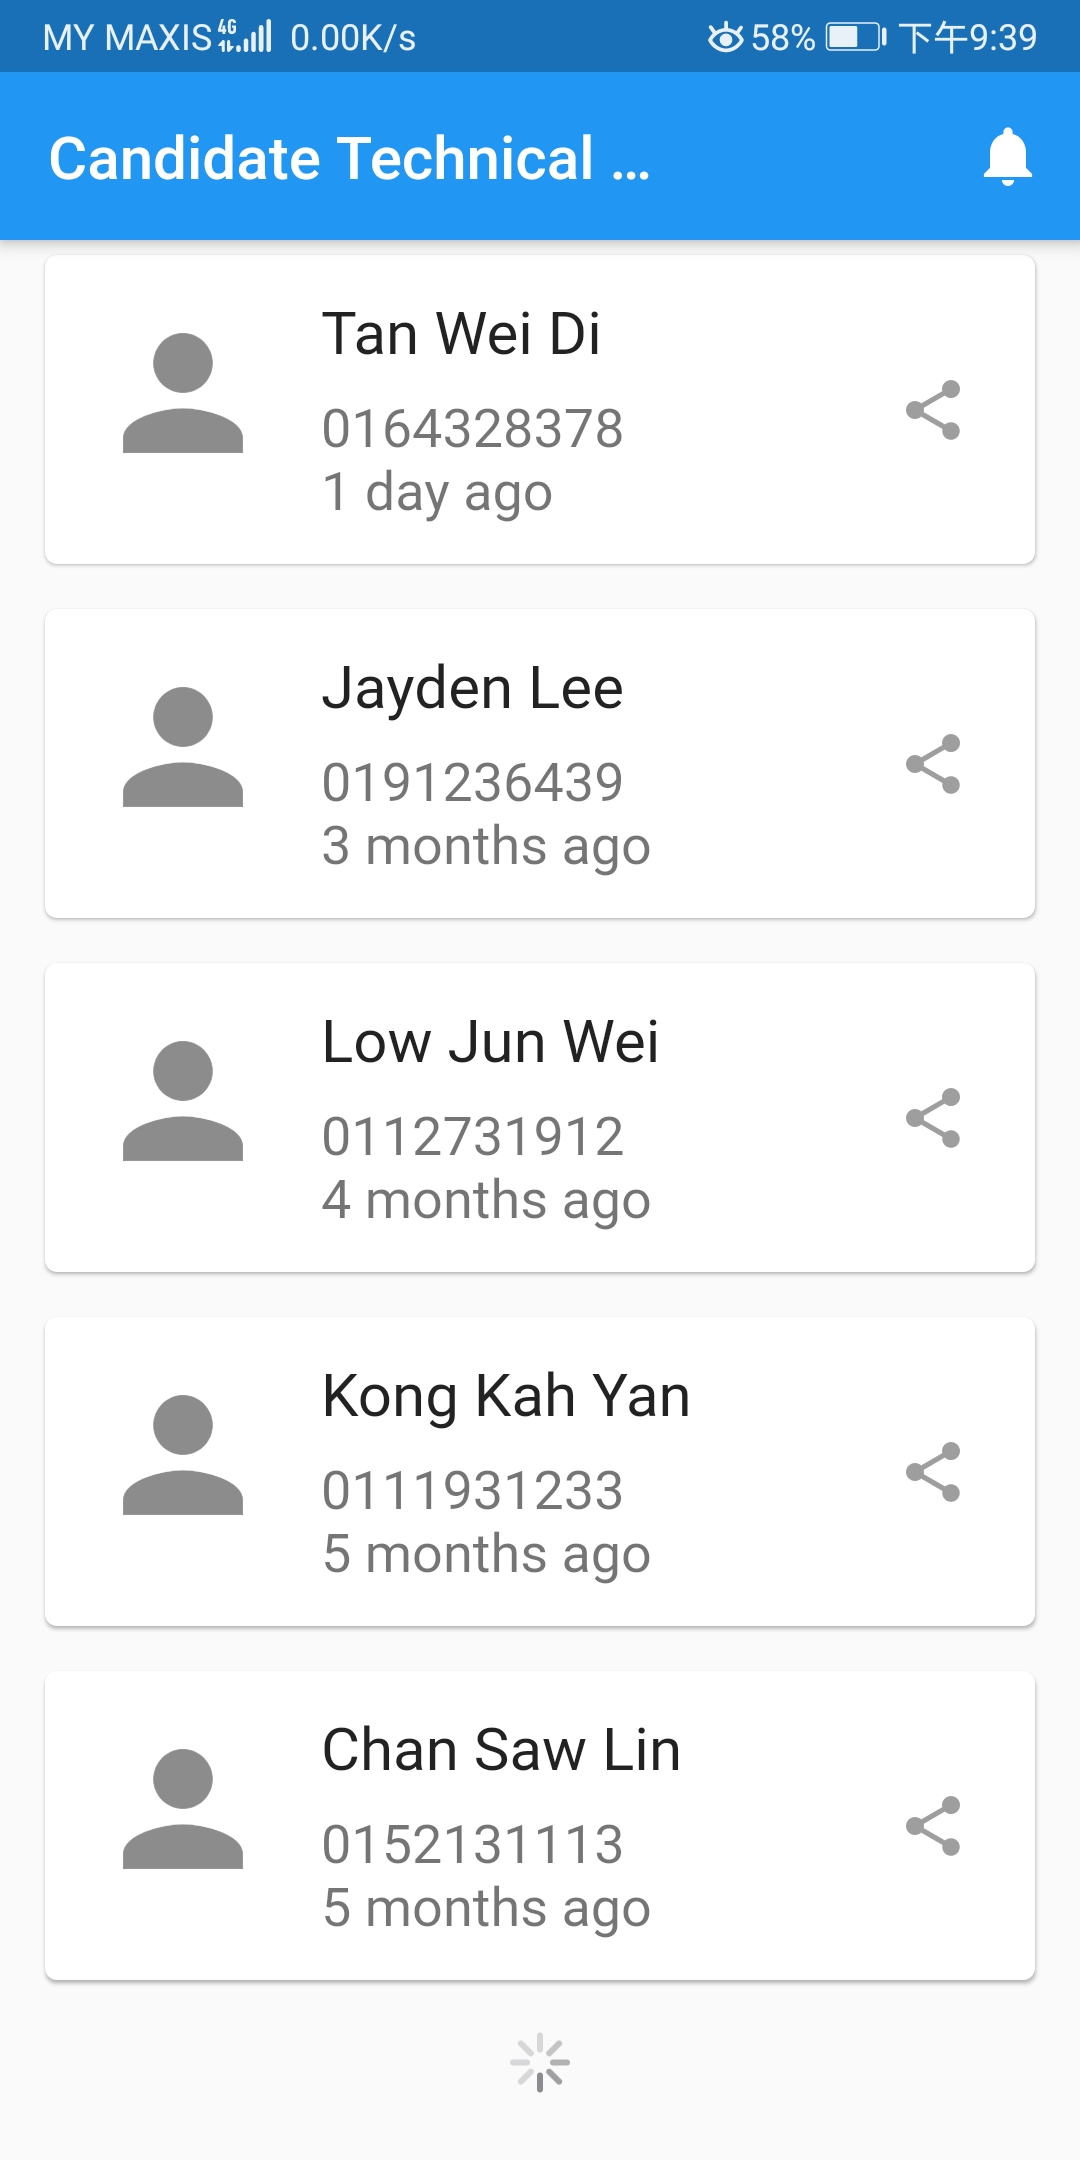 MY MAXIS 4G 0.00K/s 58% 下午9:39
Candidate Technical ...
Tan Wei Di
0164328378
1 day ago
Jayden Lee
0191236439
3 months ago
Low Jun Wei
0112731912
4 months ago
Kong Kah Yan
0111931233
5 months ago
Chan Saw Lin
0152131113
5 months ago